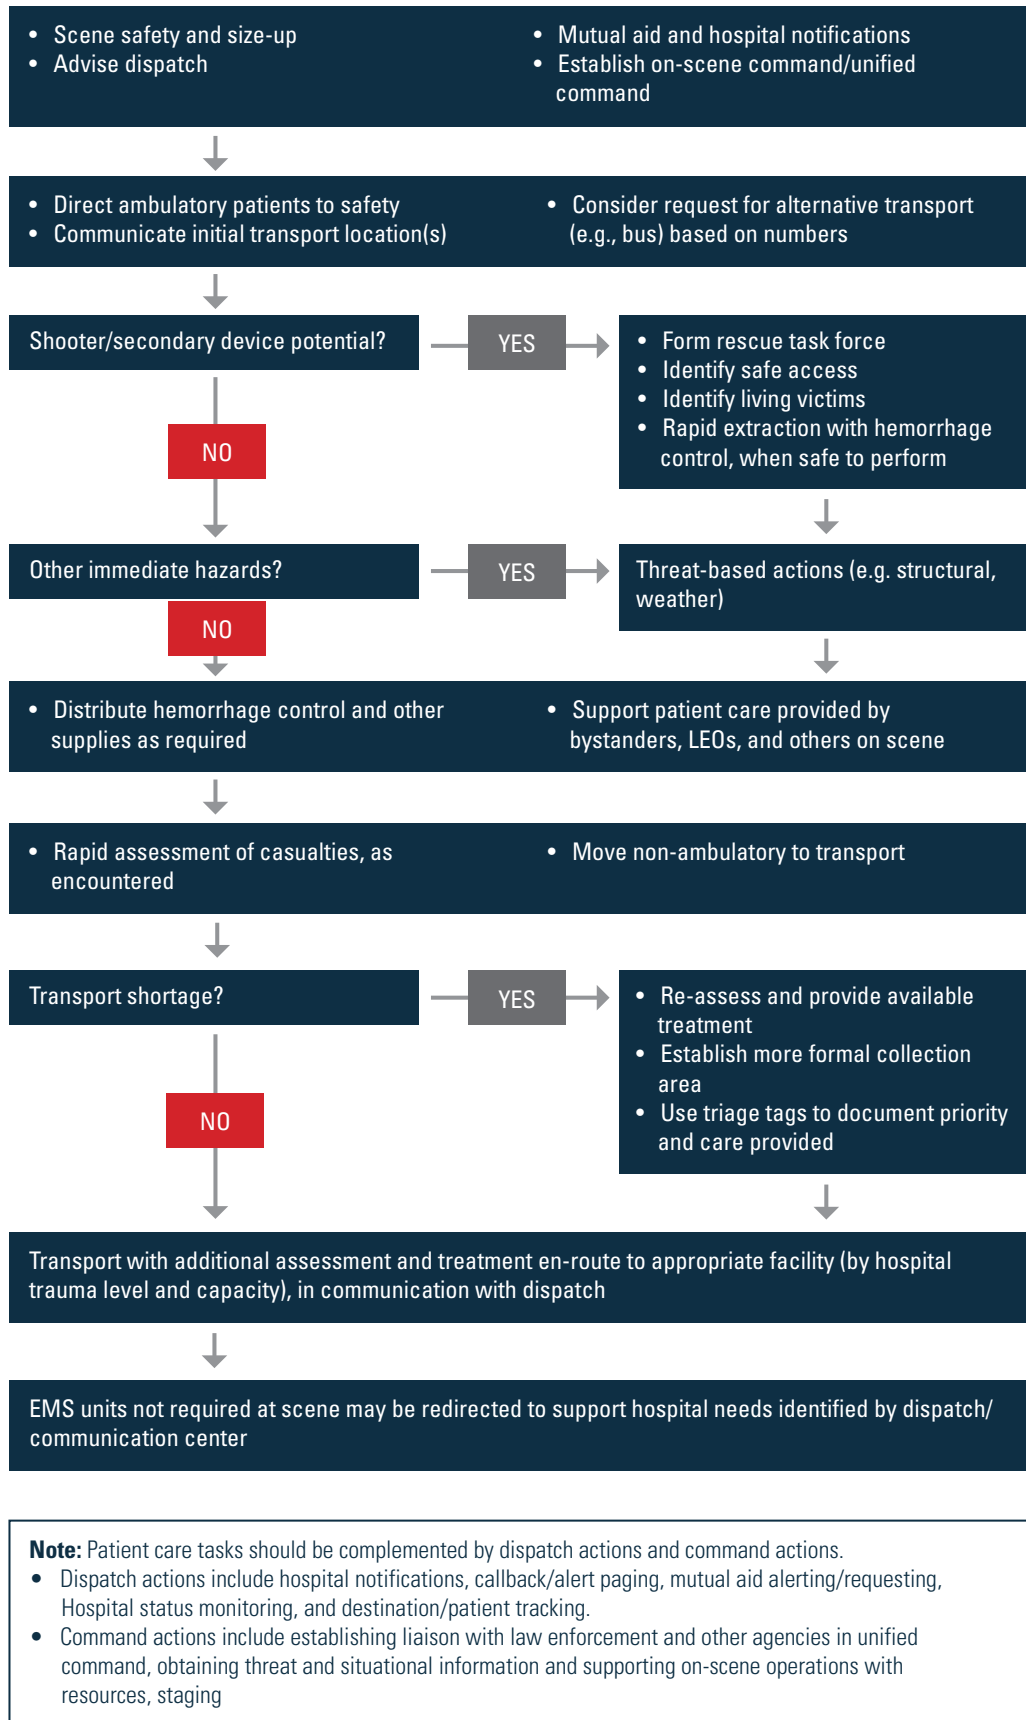 • Scene safety and size-up
• Advise dispatch
• Mutual aid and hospital notifications
• Establish on-scene command/unified
command
• Direct ambulatory patients to safety
• Communicate initial transport location(s)
• Consider request for alternative transport
(e.g., bus) based on numbers
Shooter/secondary device potential?
YES
• Form rescue task force
• Identify safe access
• Identify living victims
• Rapid extraction with hemorrhage
control, when safe to perform
NO
Other immediate hazards?
YES
Threat-based actions (e.g. structural,
weather)
NO
• Distribute hemorrhage control and other
supplies as required
• Support patient care provided by
bystanders, LEOs, and others on scene
• Rapid assessment of casualties, as
encountered
• Move non-ambulatory to transport
Transport shortage?
YES
• Re-assess and provide available
treatment
• Establish more formal collection
area
• Use triage tags to document priority
and care provided
NO
Transport with additional assessment and treatment en-route to appropriate facility (by hospital
trauma level and capacity), in communication with dispatch
EMS units not required at scene may be redirected to support hospital needs identified by dispatch/
communication center
Note: Patient care tasks should be complemented by dispatch actions and command actions.
• Dispatch actions include hospital notifications, callback/alert paging, mutual aid alerting/requesting,
Hospital status monitoring, and destination/patient tracking.
• Command actions include establishing liaison with law enforcement and other agencies in unified
command, obtaining threat and situational information and supporting on-scene operations with
resources, staging